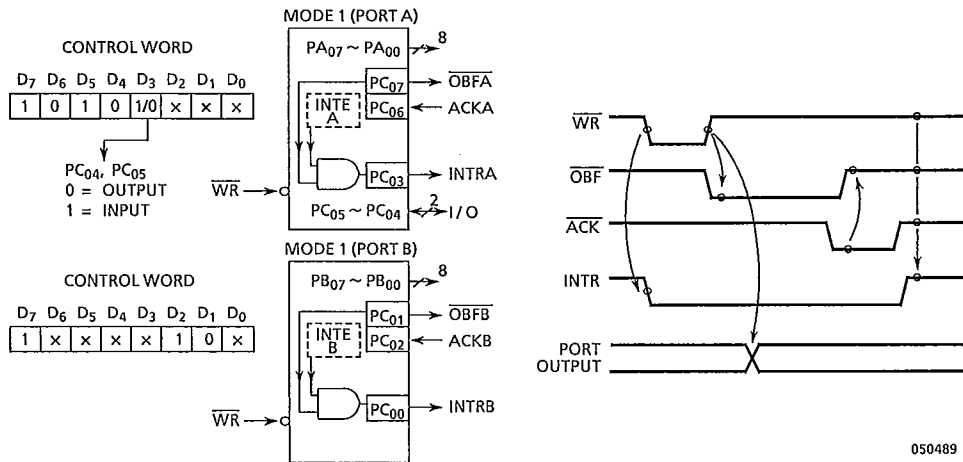 MODE 1 (PORT A)
CONTROL WORD
D7 D6 D5 D4 D3 D2 D1 D0
1 0 1 0 1/0 × × ×
PC04, PC05
0 = OUTPUT
1 = INPUT
PA07 ~ PA00
8
PC07
OBFA
PC06
ACKA
INTE
A
PC03
INTRA
WR
PC05 ~ PC04
2
I/O
MODE 1 (PORT B)
CONTROL WORD
D7 D6 D5 D4 D3 D2 D1 D0
1 × × × × 1 0 ×
PB07 ~ PB00
8
PC01
OBFB
PC02
ACKB
INTE
B
PC00
INTRB
WR
WR
OBF
ACK
INTR
PORT
OUTPUT
050489